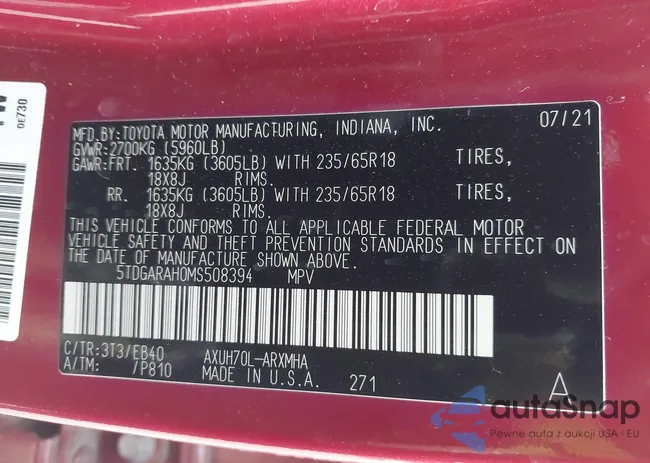 MFD.BY:TOYOTA MOTOR MANUFACTURING, INDIANA, INC. 07/21
GVWR:2700KG (5960LB)
GAWR:FRT. 1635KG (3605LB) WITH 235/65R18 TIRES,
18X8J RIMS.
RR. 1635KG (3605LB) WITH 235/65R18 TIRES,
18X8J RIMS.
THIS VEHICLE CONFORMS TO ALL APPLICABLE FEDERAL MOTOR
VEHICLE SAFETY AND THEFT PREVENTION STANDARDS IN EFFECT ON
THE DATE OF MANUFACTURE SHOWN ABOVE.
5TDGARAH0MS508394 MPV
C/TR:3T3/EB40 AXUH70L-ARXMHA
A/TM: /P810 MADE IN U.S.A. 271 A
0E730
autoSnap
Pewne auta z aukcji USA i EU